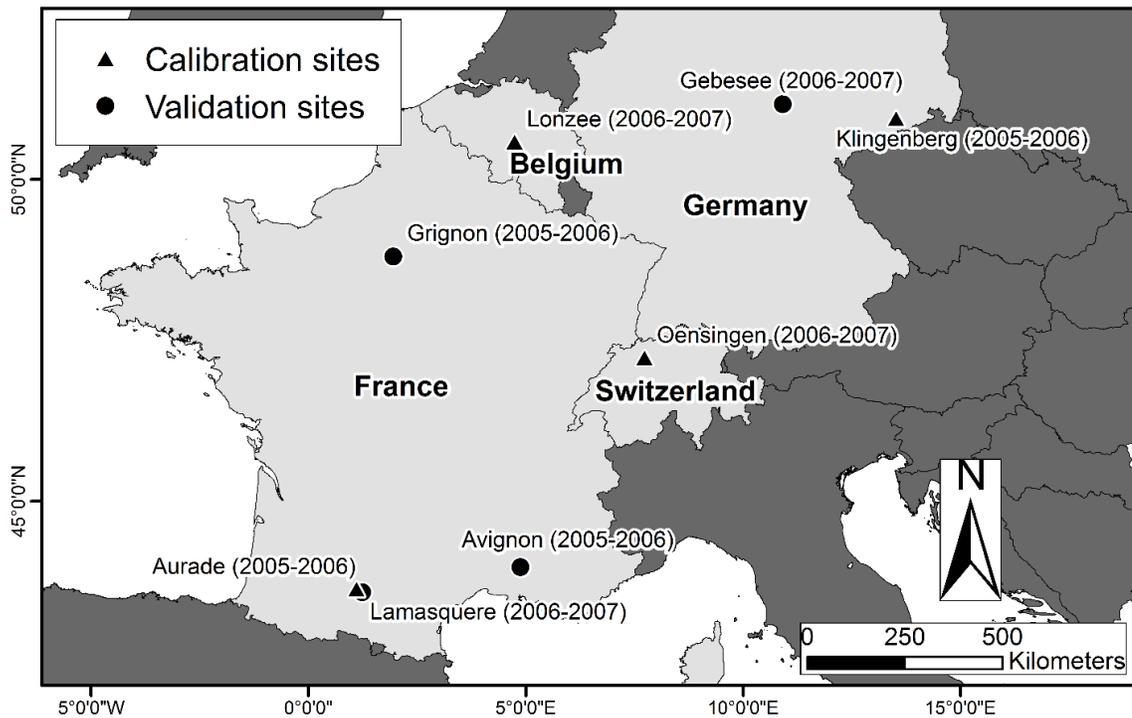 Calibration sites
Validation sites
Gebesee (2006-2007)
Lonzee (2006-2007)
Klingenberg (2005-2006)
Belgium
Germany
Grignon (2005-2006)
Oensingen (2006-2007)
France
Switzerland
Avignon (2005-2006)
Aurade (2005-2006)
Lamasquere (2006-2007)
N
0 250 500
Kilometers
50°0'0"N
45°0'0"N
5°0'0"W 0°0'0" 5°0'0"E 10°0'0"E 15°0'0"E